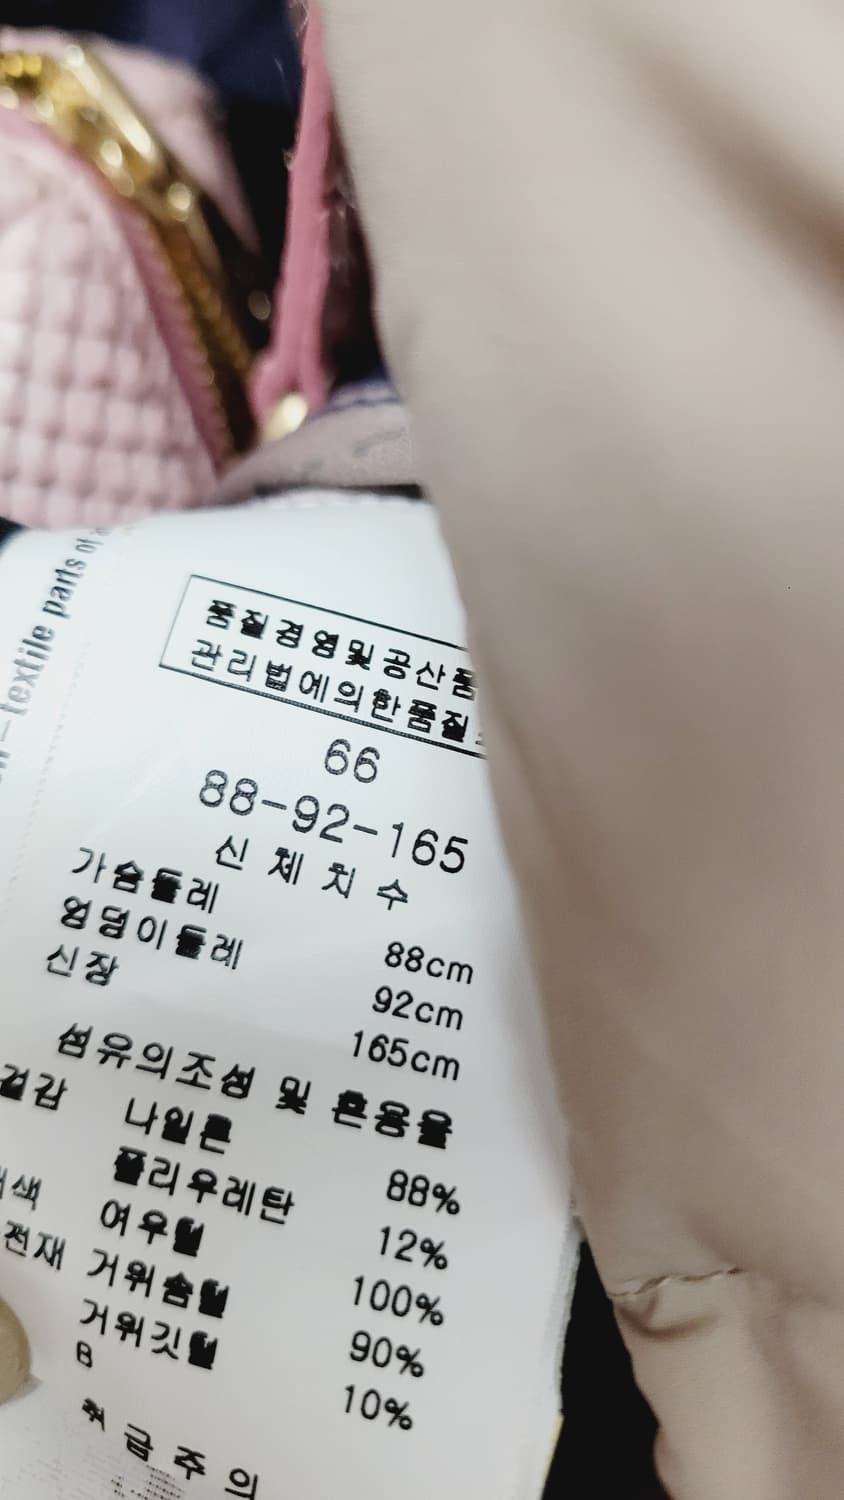 n-textile parts of a
품질경영및공산품
관리법에의한품질
66
88-92-165
신체치수
가슴둘레 88cm
엉덩이둘레 92cm
신장 165cm
섬유의조성 및 혼용율
겉감 나일론 88%
폴리우레탄 12%
배색 여우털 100%
충전재 거위솜털 90%
거위깃털 10%
B
취급주의